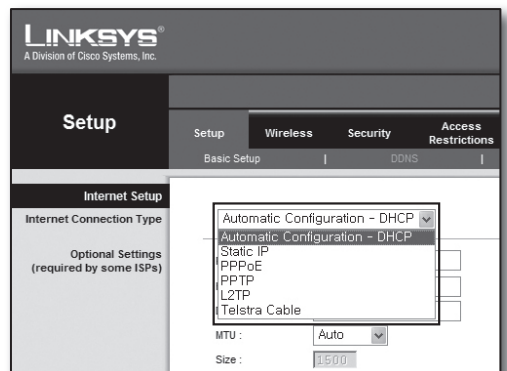 LINKSYS®
A Division of Cisco Systems, Inc.
Setup
Setup Wireless Security Access Restrictions
Basic Setup | DDNS |
Internet Setup
Internet Connection Type
Automatic Configuration - DHCP
Automatic Configuration - DHCP
Static IP
PPPoE
PPTP
L2TP
Telstra Cable
Optional Settings
(required by some ISPs)
MTU : Auto
Size : 1500